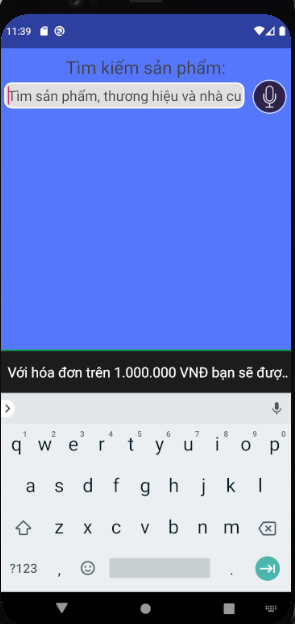 11:39
Tìm kiếm sản phẩm:
Tìm sản phẩm, thương hiệu và nhà cu
Với hóa đơn trên 1.000.000 VNĐ bạn sẽ đượ..
1 2 3 4 5 6 7 8 9 0
q w e r t y u i o p
a s d f g h j k l
z x c v b n m
?123 , .